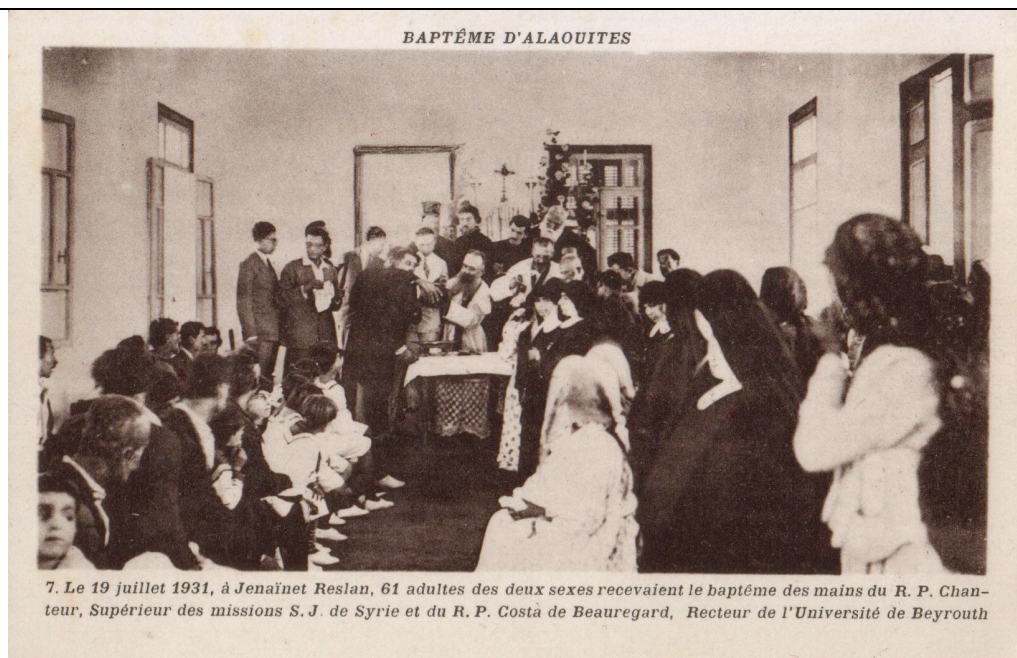 BAPTÊME D'ALAOUITES
7. Le 19 juillet 1931, à Jenaïnet Reslan, 61 adultes des deux sexes recevaient le baptême des mains du R. P. Chan-
teur, Supérieur des missions S. J. de Syrie et du R. P. Costa de Beauregard, Recteur de l'Université de Beyrouth